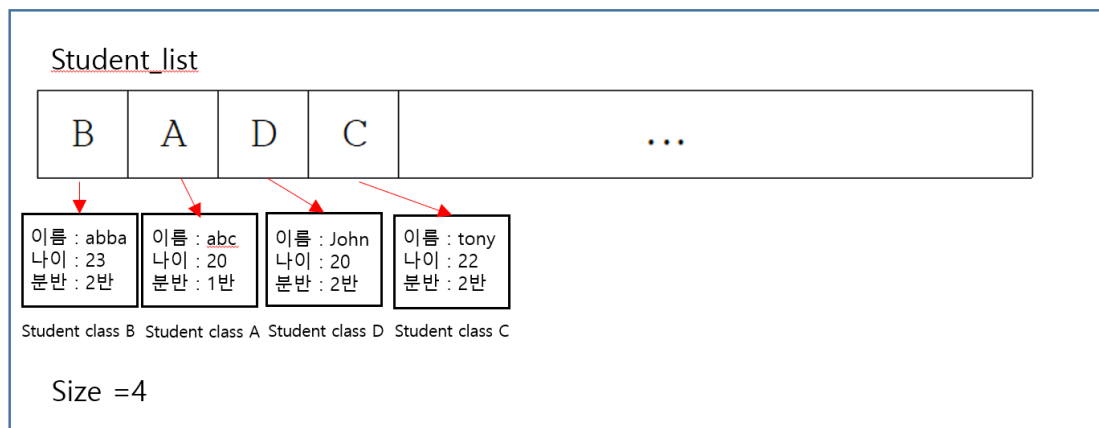 Student_list
B A D C ...
이름 : abba
나이 : 23
분반 : 2반
이름 : abc
나이 : 20
분반 : 1반
이름 : John
나이 : 20
분반 : 2반
이름 : tony
나이 : 22
분반 : 2반
Student class B Student class A Student class D Student class C
Size =4